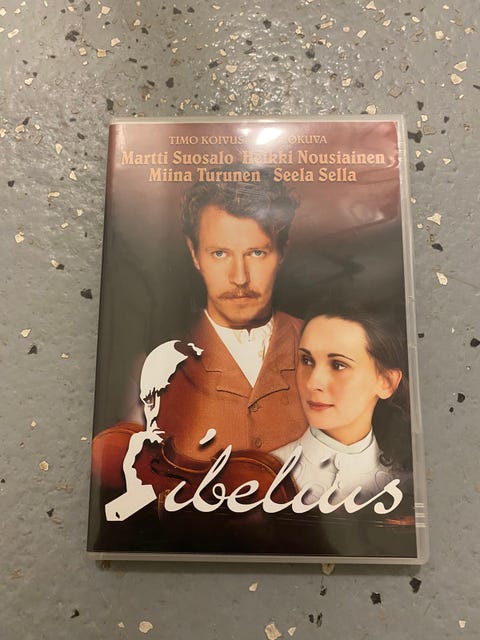 TIMO
Martti Suosalo Heikki Nousiainen
Miina Turunen Seela Sella
Sibelius